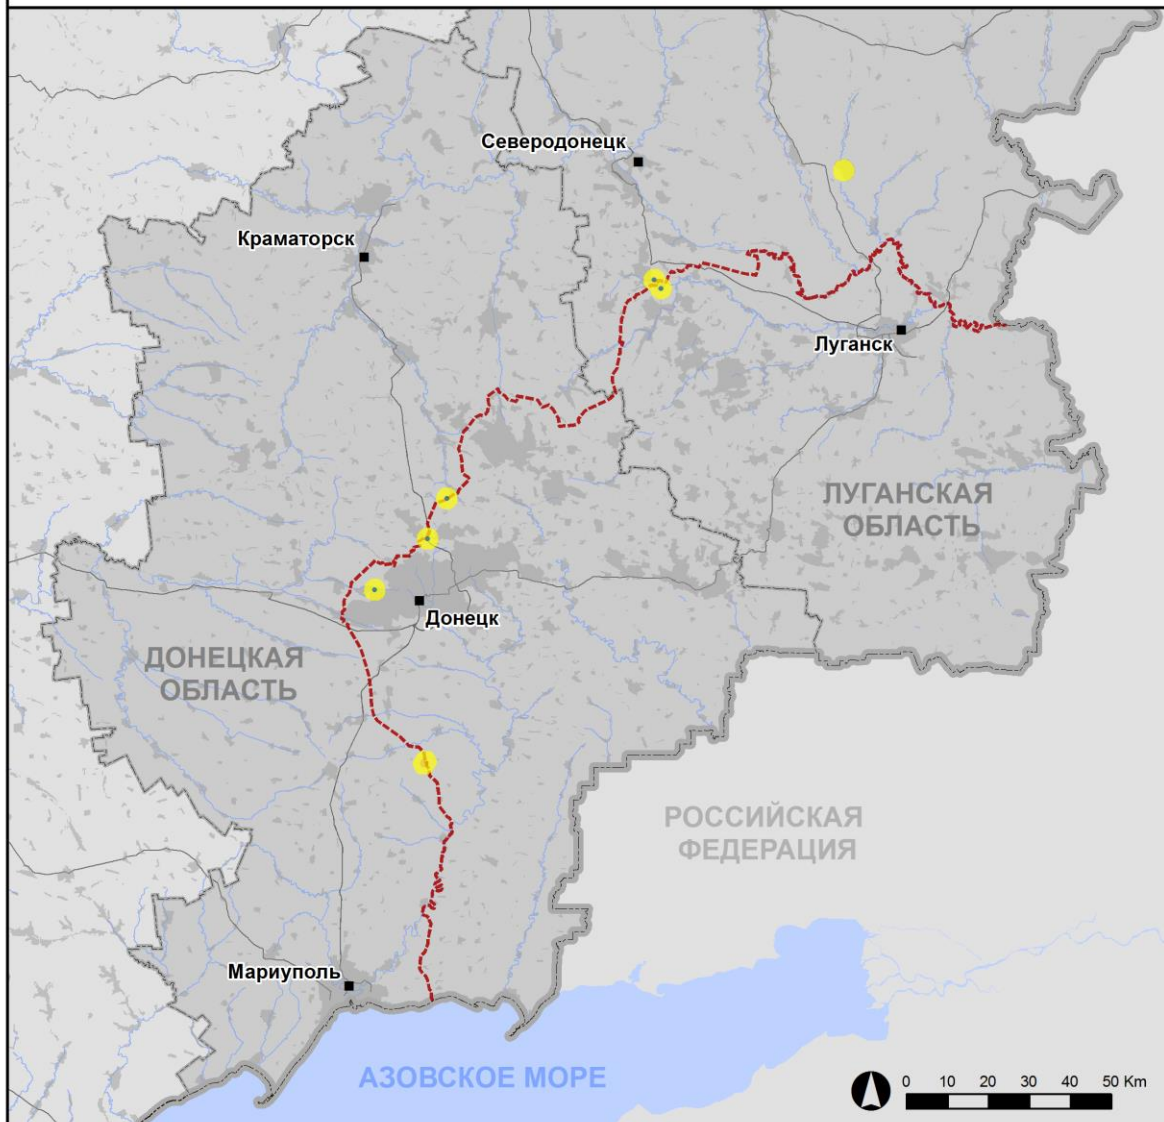 Северодонецк
Краматорск
Луганск
ЛУГАНСКАЯ
ОБЛАСТЬ
Донецк
ДОНЕЦКАЯ
ОБЛАСТЬ
РОССИЙСКАЯ
ФЕДЕРАЦИЯ
Мариуполь
АЗОВСКОЕ МОРЕ
0 10 20 30 40 50 Km